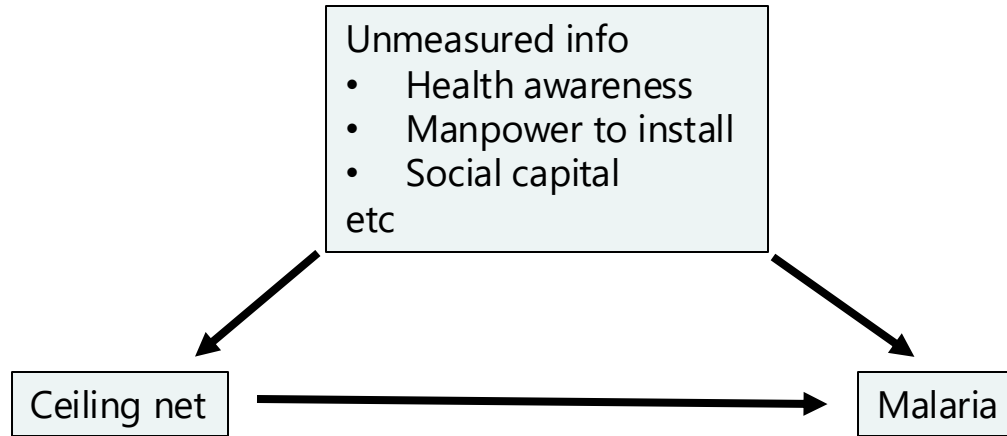 Unmeasured info
• Health awareness
• Manpower to install
• Social capital
etc
Ceiling net
Malaria